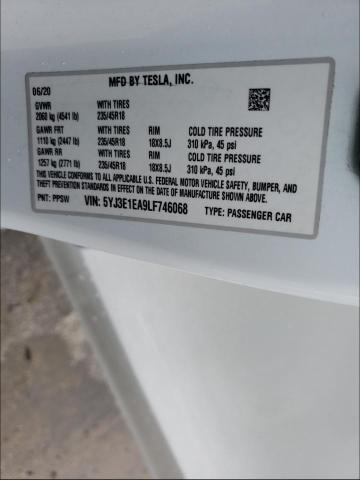 MFD BY TESLA, INC.
06/20
GVWR WITH TIRES
2060 kg (4541 lb) 235/45R18
GAWR FRT WITH TIRES RIM COLD TIRE PRESSURE
1110 kg (2447 lb) 235/45R18 18X8.5J 310 kPa, 45 psi
GAWR RR WITH TIRES RIM COLD TIRE PRESSURE
1257 kg (2771 lb) 235/45R18 18X8.5J 310 kPa, 45 psi
THIS VEHICLE CONFORMS TO ALL APPLICABLE U.S. FEDERAL MOTOR VEHICLE SAFETY, BUMPER, AND
THEFT PREVENTION STANDARDS IN EFFECT ON THE DATE OF MANUFACTURE SHOWN ABOVE.
PNT: PPSW VIN: 5YJ3E1EA9LF746068 TYPE: PASSENGER CAR